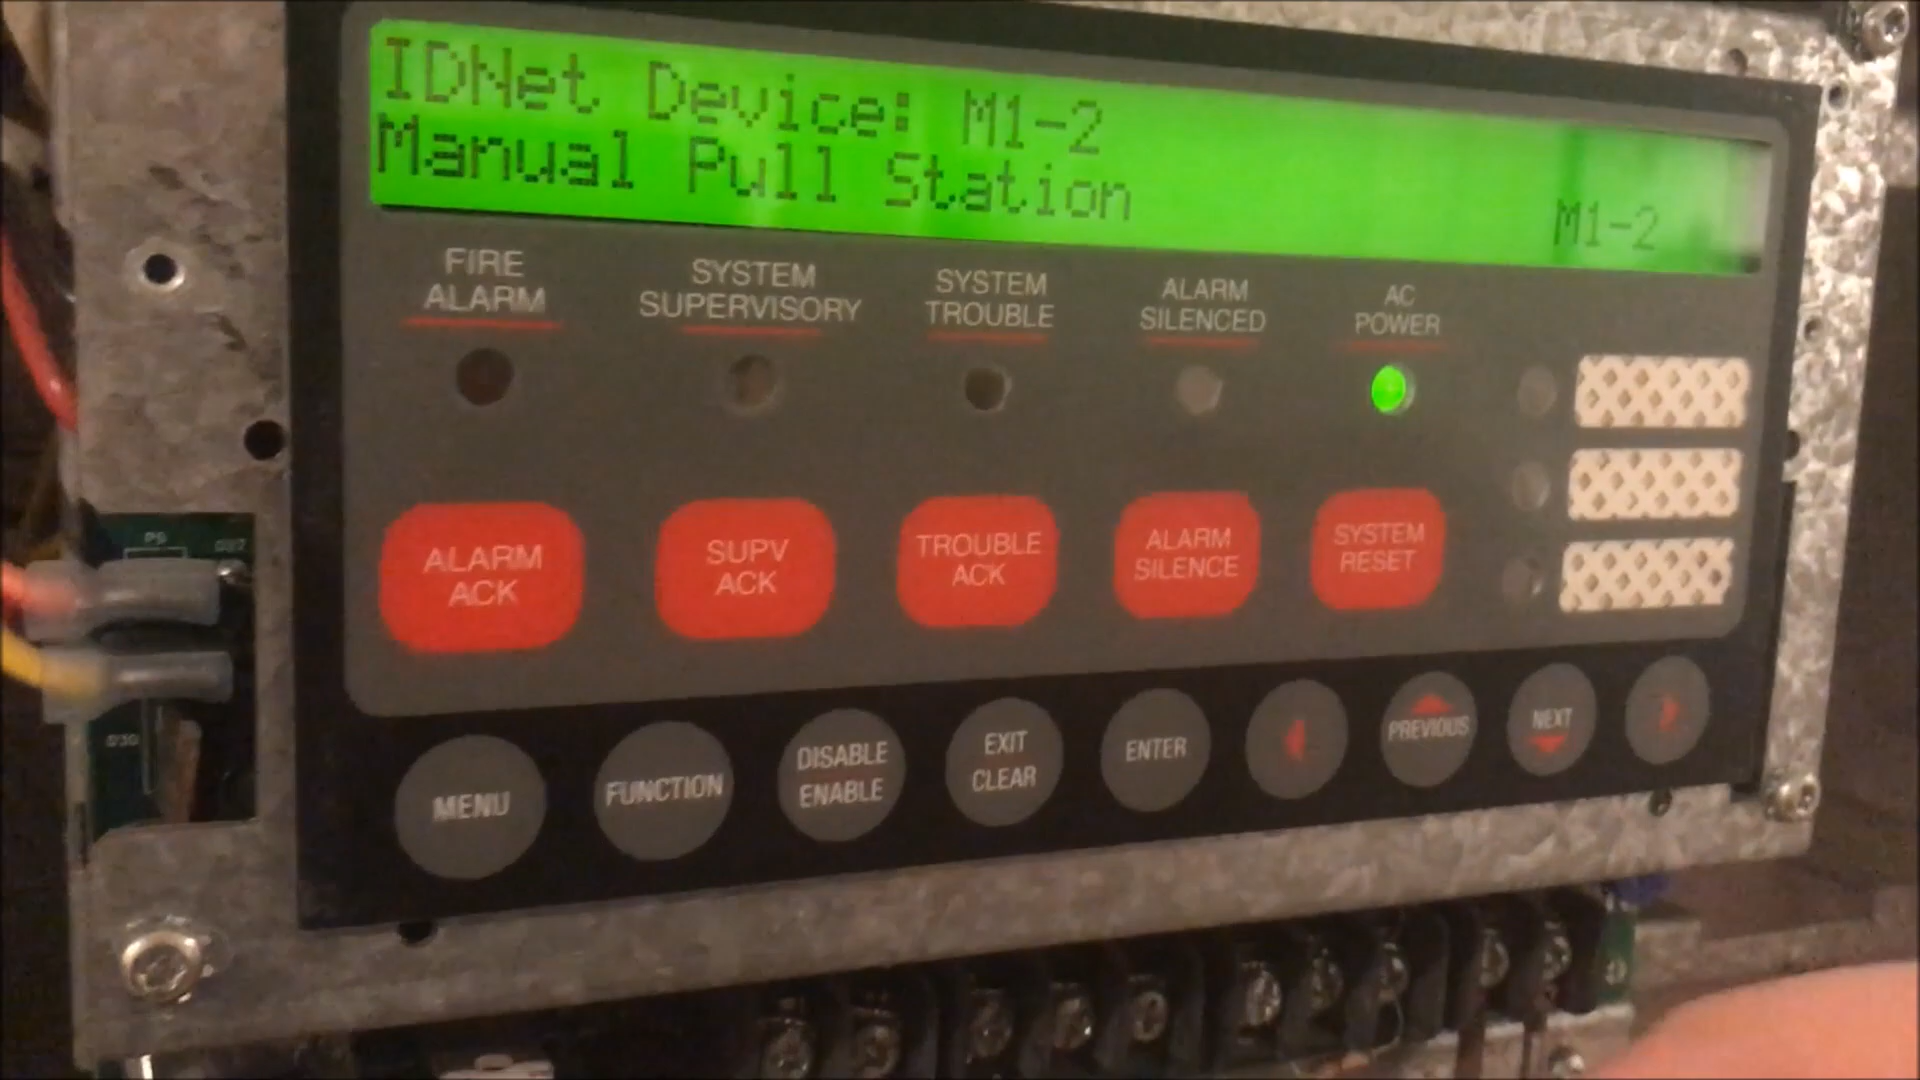 IDNet Device: M1-2
Manual Pull Station M1-2
FIRE
ALARM
SYSTEM
SUPERVISORY
SYSTEM
TROUBLE
ALARM
SILENCED
AC
POWER
ALARM
ACK
SUPV
ACK
TROUBLE
ACK
ALARM
SILENCE
SYSTEM
RESET
MENU
FUNCTION
DISABLE
ENABLE
EXIT
CLEAR
ENTER
PREVIOUS
NEXT
D30